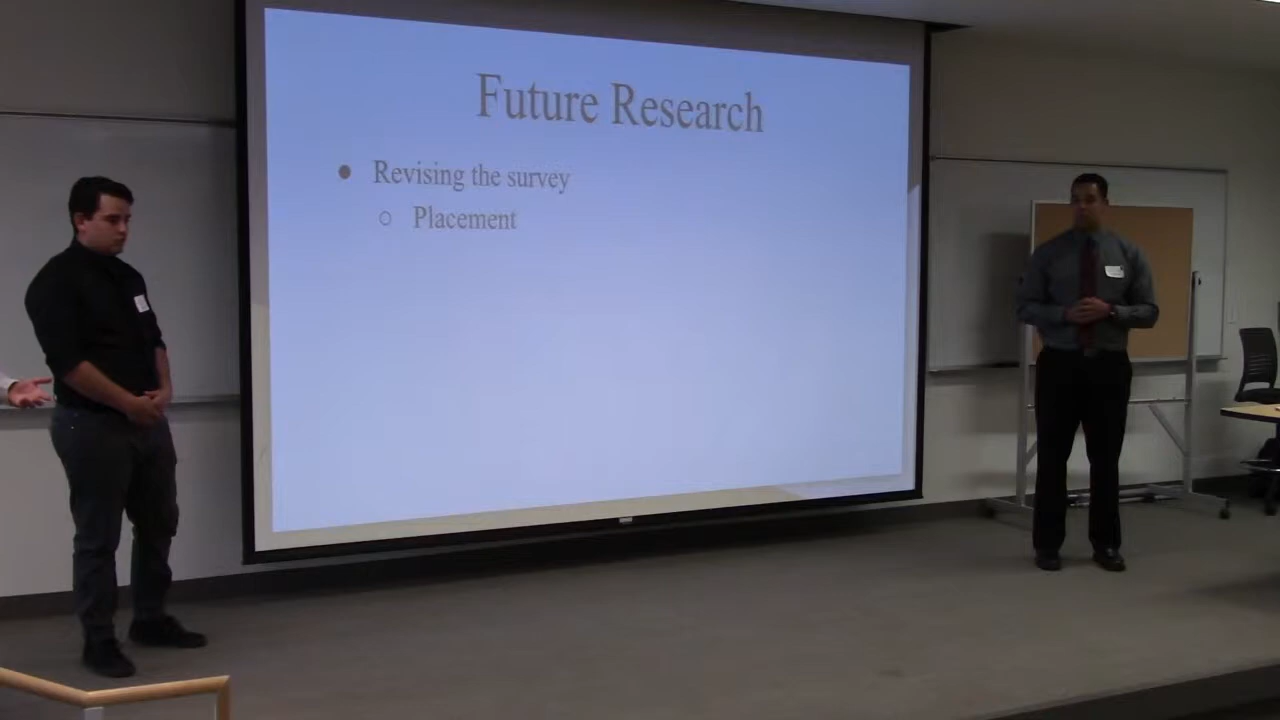 Future Research
● Revising the survey
○ Placement